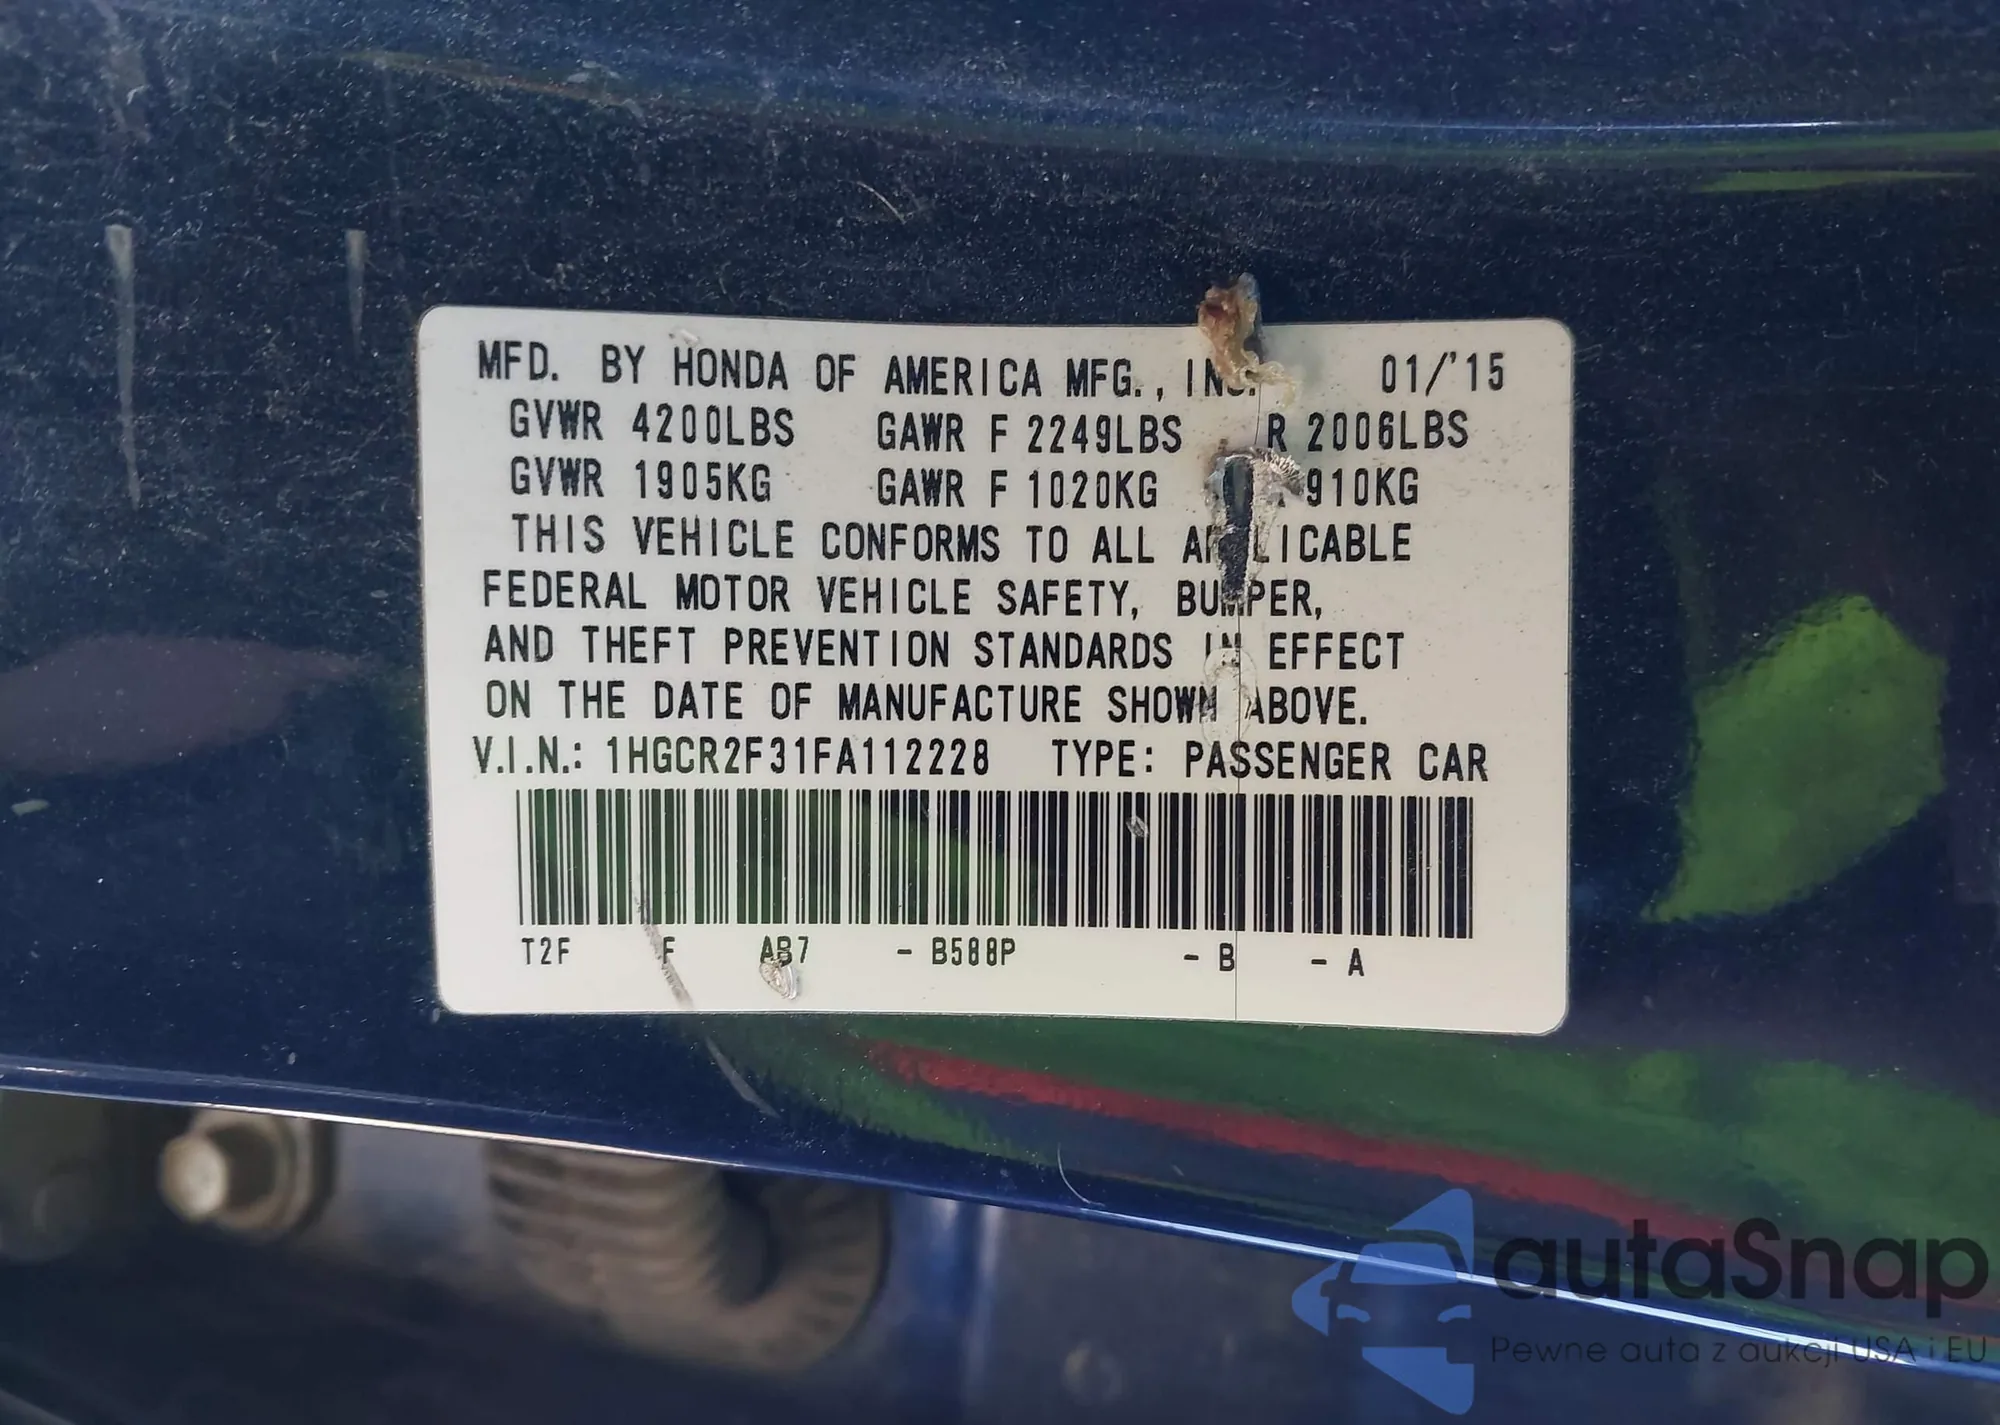 MFD. BY HONDA OF AMERICA MFG., INC. 01/'15
GVWR 4200LBS GAWR F 2249LBS R 2006LBS
GVWR 1905KG GAWR F 1020KG 910KG
THIS VEHICLE CONFORMS TO ALL APPLICABLE
FEDERAL MOTOR VEHICLE SAFETY, BUMPER,
AND THEFT PREVENTION STANDARDS IN EFFECT
ON THE DATE OF MANUFACTURE SHOWN ABOVE.
V.I.N.: 1HGCR2F31FA112228 TYPE: PASSENGER CAR
T2F F AB7 - B588P - B - A
autaSnap
Pewne auta z aukcji USA i EU